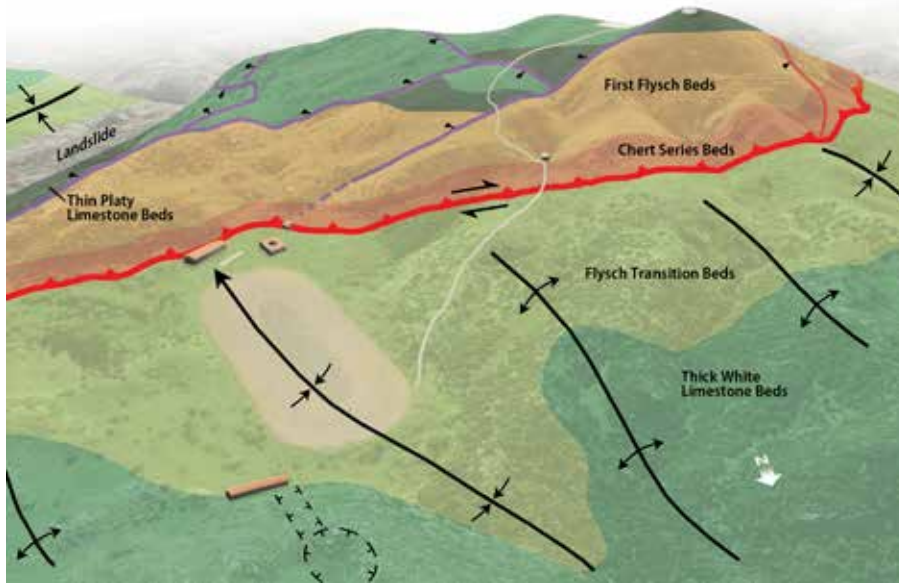 First Flysch Beds
Landslide
Chert Series Beds
Thin Platy
Limestone Beds
Flysch Transition Beds
Thick White
Limestone Beds
N